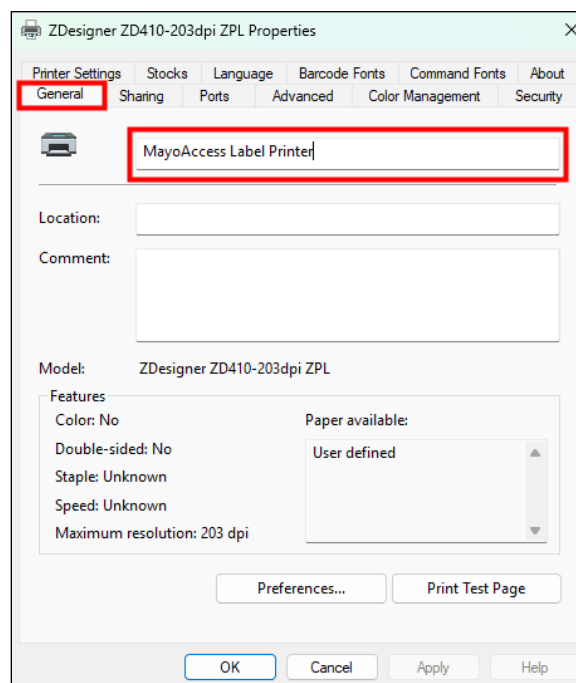 ZDesigner ZD410-203dpi ZPL Properties
Printer Settings Stocks Language Barcode Fonts Command Fonts About
General Sharing Ports Advanced Color Management Security
MayoAccess Label Printer
Location:
Comment:
Model: ZDesigner ZD410-203dpi ZPL
Features
Color: No Paper available:
Double-sided: No User defined
Staple: Unknown
Speed: Unknown
Maximum resolution: 203 dpi
Preferences... Print Test Page
OK Cancel Apply Help